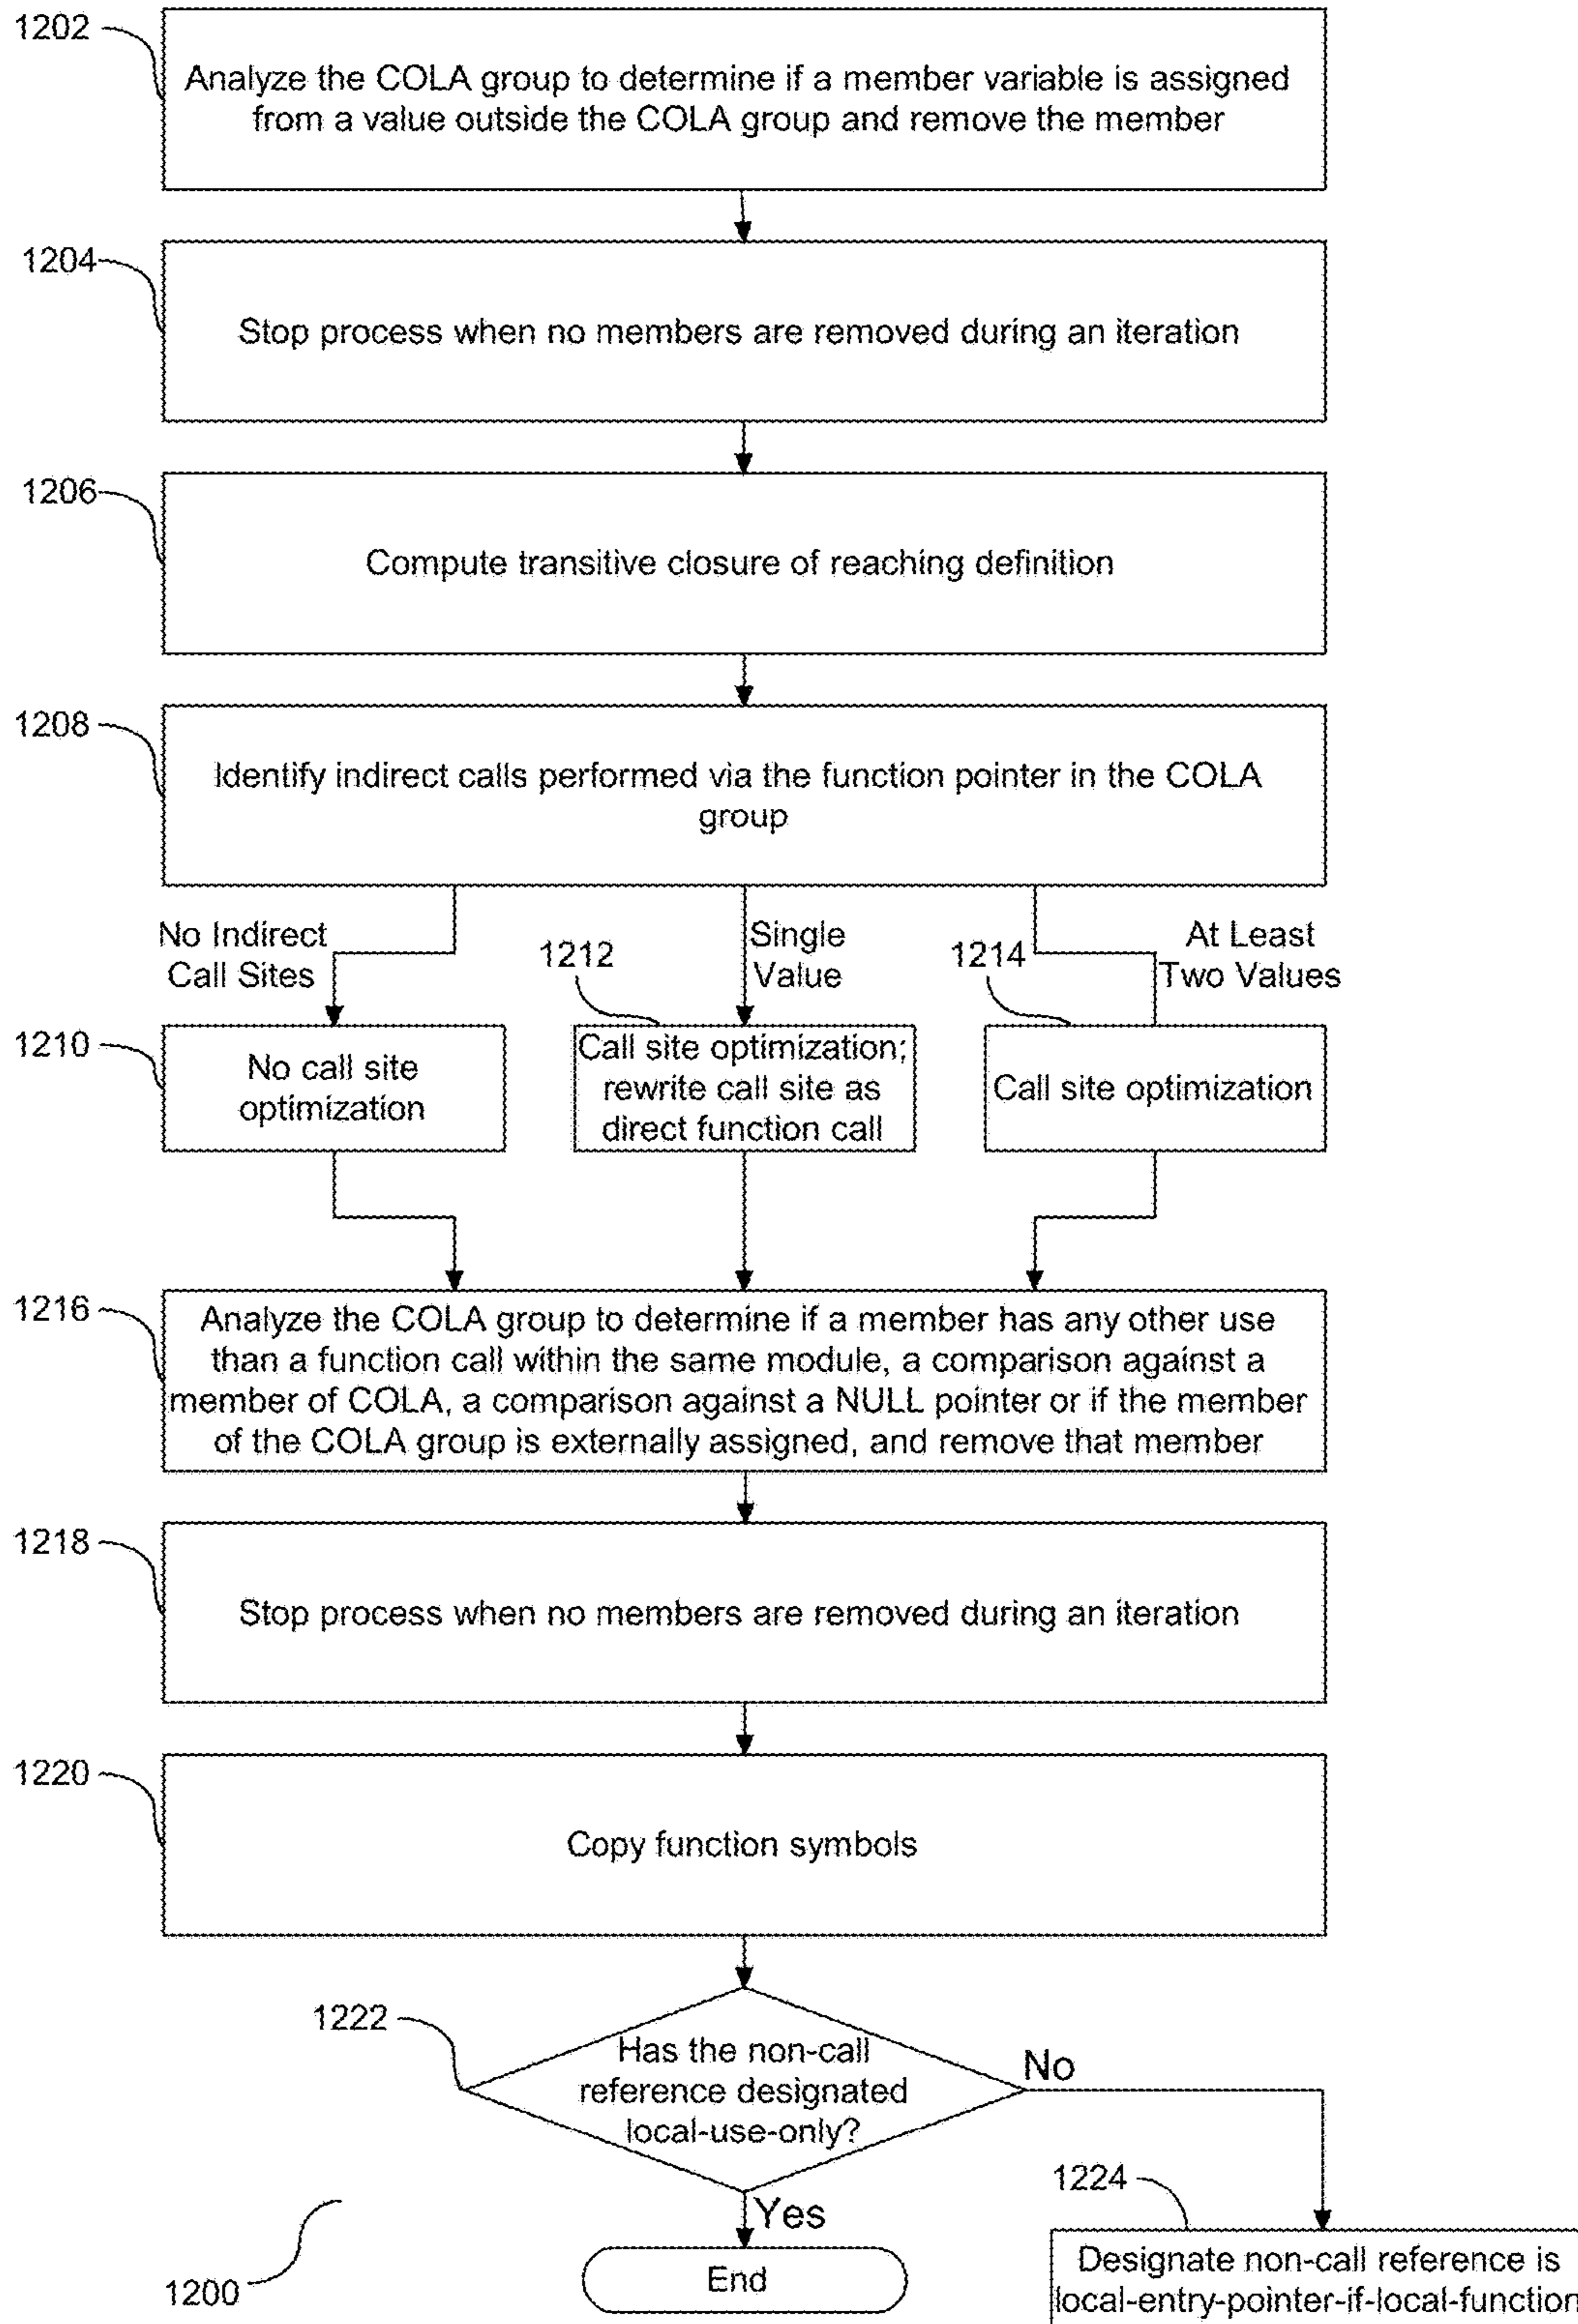 1202
Analyze the COLA group to determine if a member variable is assigned
from a value outside the COLA group and remove the member
1204
Stop process when no members are removed during an iteration
1206
Compute transitive closure of reaching definition
1208
Identify indirect calls performed via the function pointer in the COLA
group
No Indirect
Call Sites
1212
Single
Value
1214
At Least
Two Values
1210
No call site
optimization
Call site optimization;
rewrite call site as
direct function call
Call site optimization
1216
Analyze the COLA group to determine if a member has any other use
than a function call within the same module, a comparison against a
member of COLA, a comparison against a NULL pointer or if the member
of the COLA group is externally assigned, and remove that member
1218
Stop process when no members are removed during an iteration
1220
Copy function symbols
1222
Has the non-call
reference designated
local-use-only?
No
Yes
1224
Designate non-call reference is
local-entry-pointer-if-local-function
End
1200